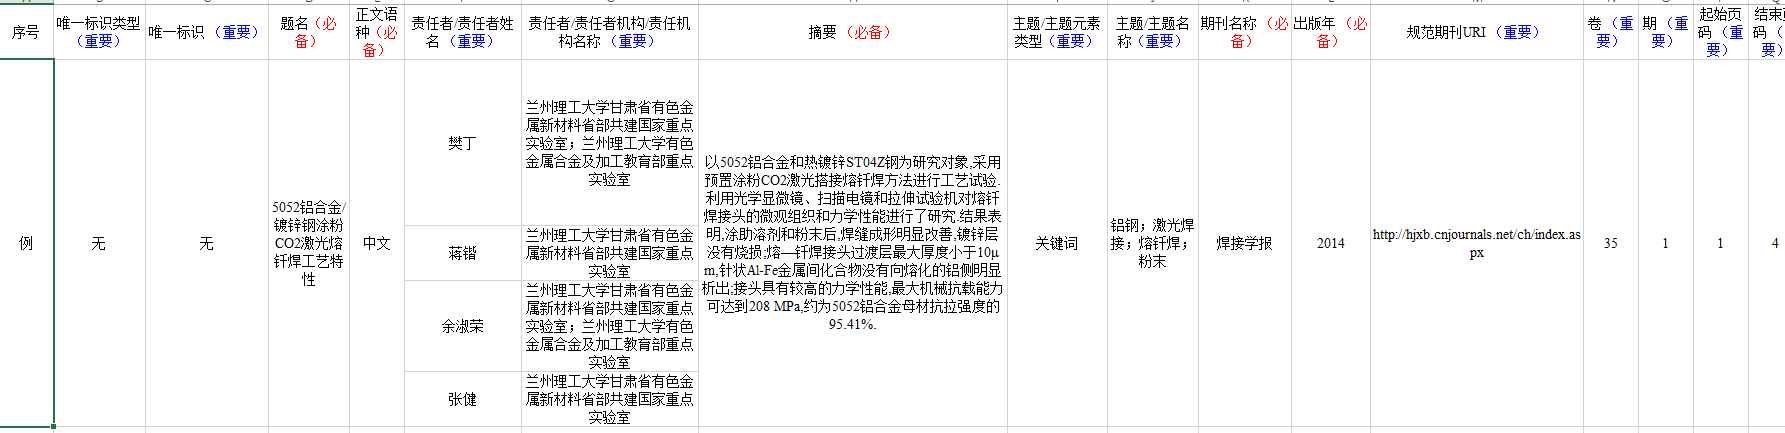 序号
唯一标识类型
（重要）
唯一标识 （重要）
题名（必
备）
正文语
种（必
备）
责任者/责任者姓
名 （重要）
责任者/责任者机构/责任机
构名称 （重要）
摘要 （必备）
主题/主题元素
类型（重要）
主题/主题名
称（重要）
期刊名称 （必
备）
出版年 （必
备）
规范期刊URI （重要）
卷（重
要）
期（重
要）
起始页
码 （重
要）
例
无
无
5052铝合金/
镀锌钢涂粉
CO2激光熔
钎焊工艺特
性
中文
樊丁
兰州理工大学甘肃省有色金
属新材料省部共建国家重点
实验室；兰州理工大学有色
金属合金及加工教育部重点
实验室
蒋锴
兰州理工大学甘肃省有色金
属新材料省部共建国家重点
实验室
余淑荣
兰州理工大学甘肃省有色金
属新材料省部共建国家重点
实验室；兰州理工大学有色
金属合金及加工教育部重点
实验室
张健
兰州理工大学甘肃省有色金
属新材料省部共建国家重点
实验室
以5052铝合金和热镀锌ST04Z钢为研究对象,采用
预置涂粉CO2激光搭接熔钎焊方法进行工艺试验.
利用光学显微镜、扫描电镜和拉伸试验机对熔钎
焊接头的微观组织和力学性能进行了研究.结果表
明,涂助溶剂和粉末后,焊缝成形明显改善,镀锌层
没有烧损;熔—钎焊接头过渡层最大厚度小于10μ
m,针状Al-Fe金属间化合物没有向熔化的铝侧明显
析出;接头具有较高的力学性能,最大机械抗载能力
可达到208 MPa,约为5052铝合金母材抗拉强度的
95.41%.
关键词
铝钢；激光焊
接；熔钎焊；
粉末
焊接学报
2014
http://hjxb.cnjournals.net/ch/index.as
px
35
1
1
4